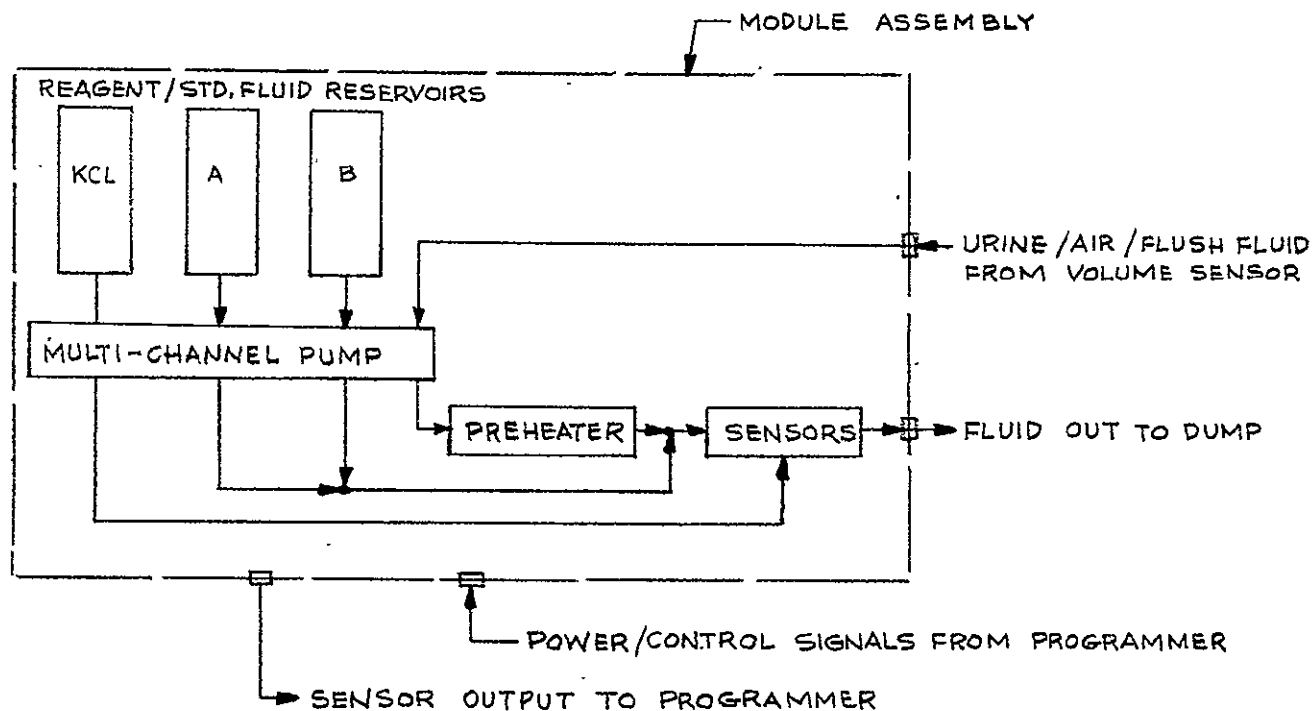 MODULE ASSEMBLY
REAGENT/STD. FLUID RESERVOIRS
KCL
A
B
URINE/AIR/FLUSH FLUID
FROM VOLUME SENSOR
MULTI-CHANNEL PUMP
PREHEATER
SENSORS
FLUID OUT TO DUMP
POWER/CONTROL SIGNALS FROM PROGRAMMER
SENSOR OUTPUT TO PROGRAMMER